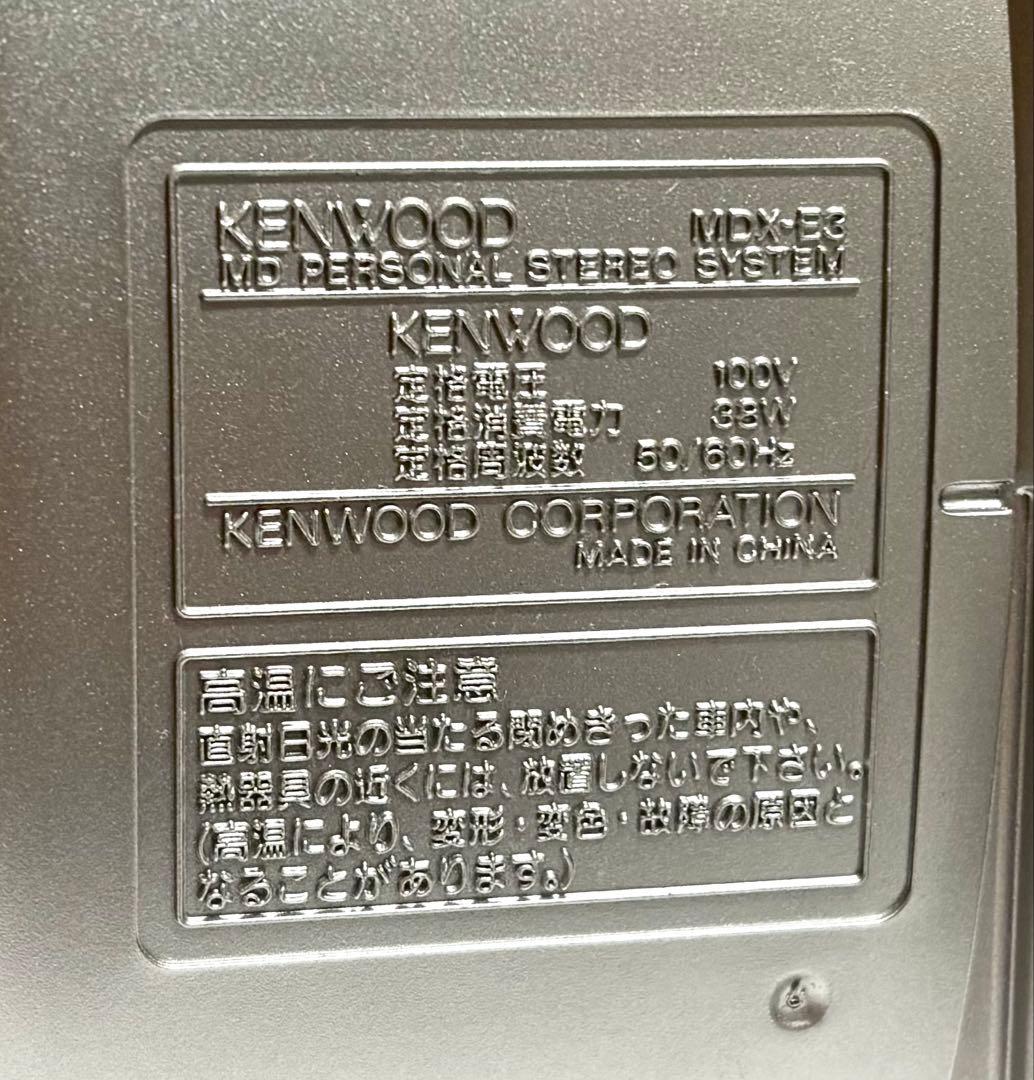 KENWOOD MDX-E3
MD PERSONAL STEREO SYSTEM
KENWOOD
定格電圧 100V
定格消費電力 38W
定格周波数 50/60Hz
KENWOOD CORPORATION
MADE IN CHINA
高温にご注意
直射日光の当たる閉めきった車内や、
熱器具の近くには、放置しないで下さい。
(高温により、変形・変色・故障の原因と
なることがあります。)
6